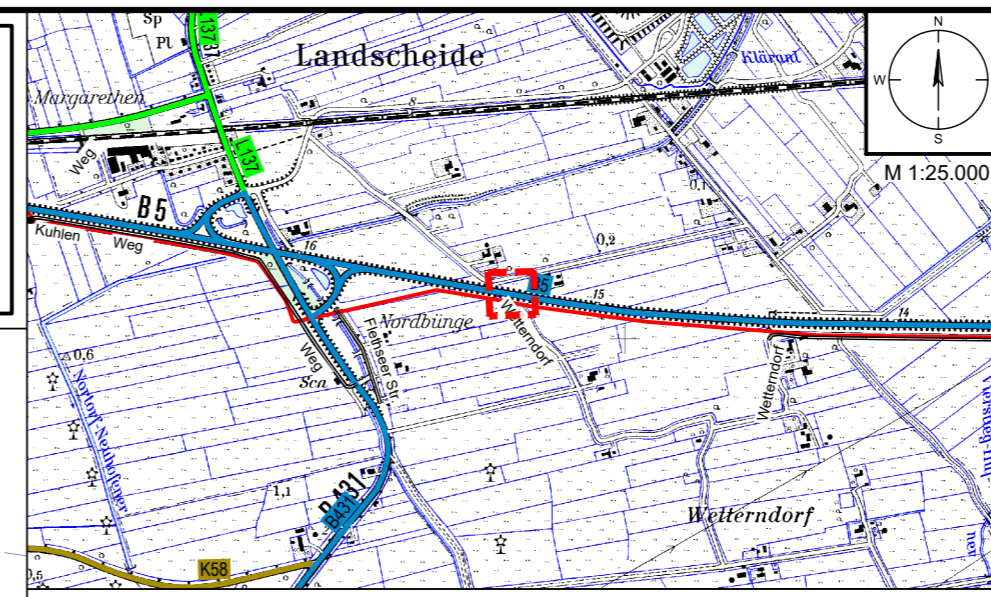 Sp
Pl
L137
Landscheide
Kläranl
N
W
S
M 1:25.000
Margarethen
8
Weg
L137
0,1
B5
Kuhlen Weg
16
0,2
B5
15
14
Wetterndorf
Nordbünge
Flethseer Str.
Weg
Sca
0,6
Wetterndorf
Nortorf-Neuhofener
1,1
B431
B431
Wetterndorf
K58
0,5